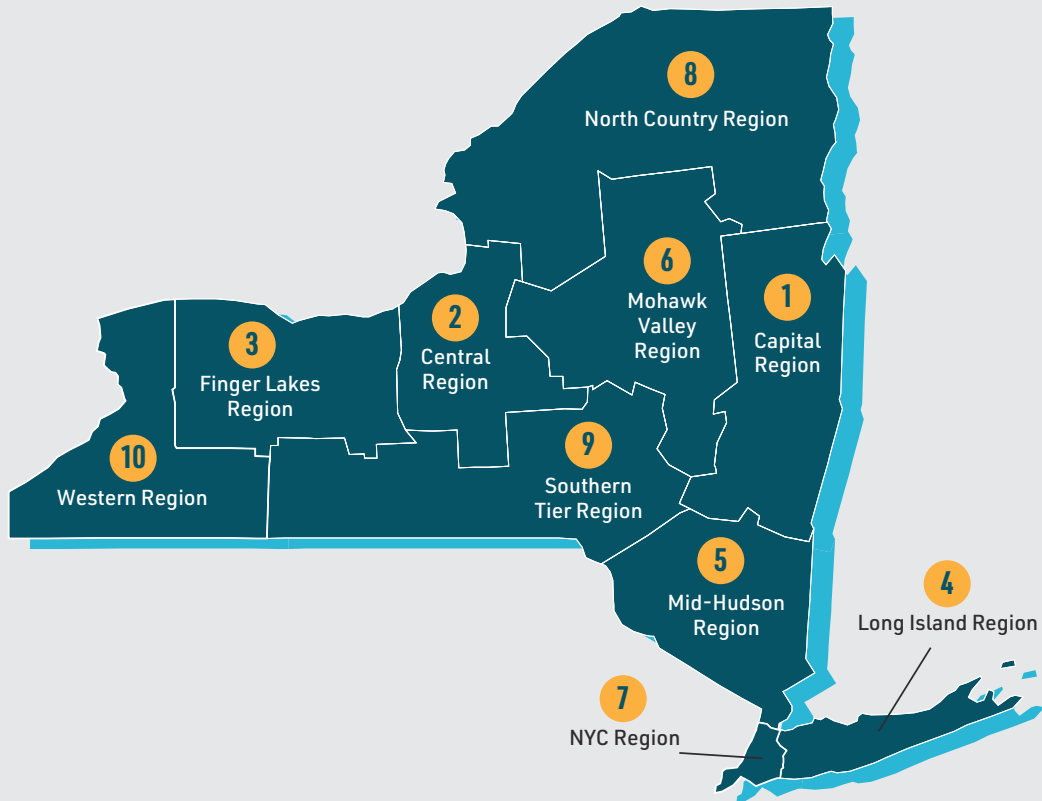 8
North Country Region
6
Mohawk
Valley
Region
1
Capital
Region
2
Central
Region
3
Finger Lakes
Region
10
Western Region
9
Southern
Tier Region
5
Mid-Hudson
Region
4
Long Island Region
7
NYC Region